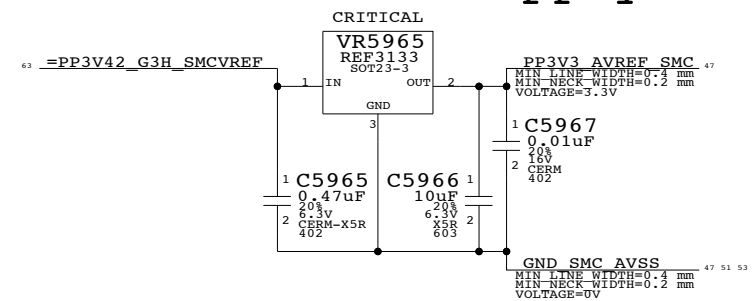 CRITICAL
VR5965
REF3133
SOT23-3
63 =PP3V42_G3H_SMCVREF
PP3V3_AVREF_SMC 47
MIN_LINE_WIDTH=0.4 mm
MIN_NECK_WIDTH=0.2 mm
VOLTAGE=3.3V
1 IN
OUT 2
GND
3
1 C5967
0.01uF
20%
16V
2 CERM
402
1 C5965
0.47uF
20%
6.3V
2 CERM-X5R
402
C5966 1
10uF
20%
6.3V
X5R 2
603
GND_SMC_AVSS 47 51 53
MIN_LINE_WIDTH=0.4 mm
MIN_NECK_WIDTH=0.2 mm
VOLTAGE=0V